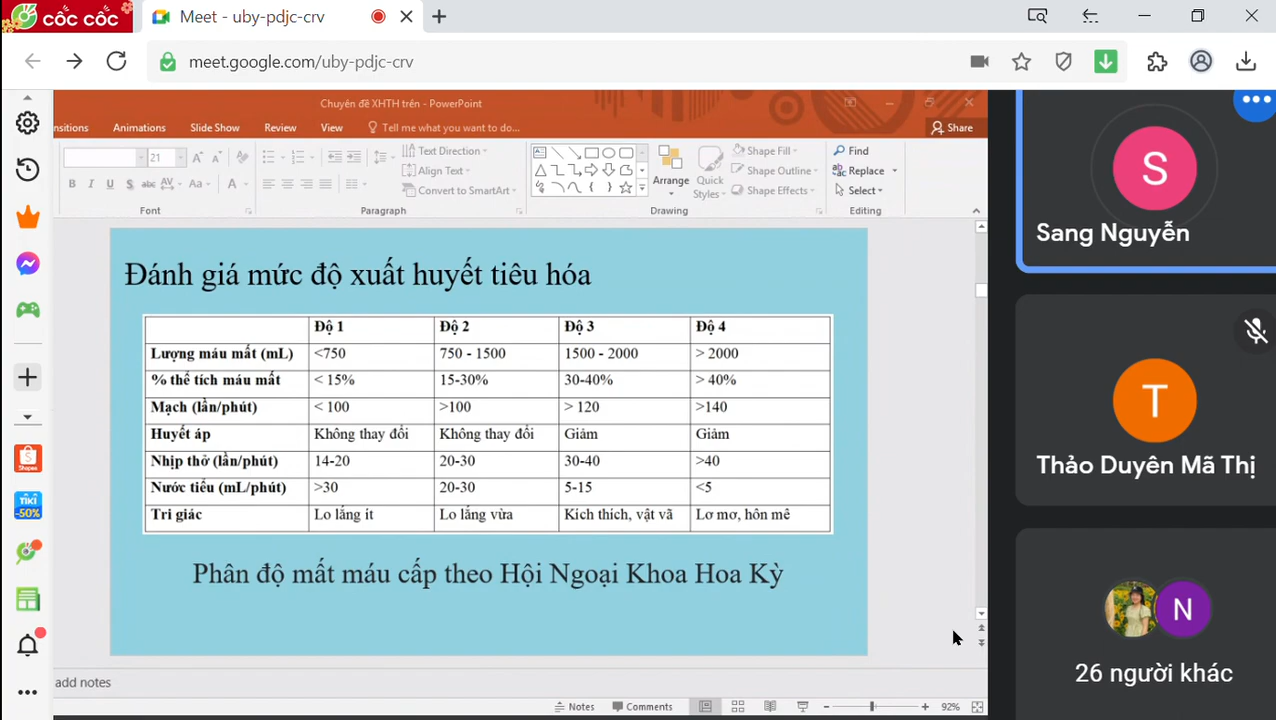 cốc cốc
Meet - uby-pdjc-crv
meet.google.com/uby-pdjc-crv
Chuyên đề XHTH trên - PowerPoint
nsitions Animations Slide Show Review View Tell me what you want to do... Share
21
Text Direction
Align Text
Convert to SmartArt
B I U S abc AV Aa A
Arrange
Quick Styles
Shape Fill
Shape Outline
Shape Effects
Find
Replace
Select
Font Paragraph Drawing Editing
Đánh giá mức độ xuất huyết tiêu hóa
Độ 1 Độ 2 Độ 3 Độ 4
Lượng máu mất (mL) <750 750 - 1500 1500 - 2000 > 2000
% thể tích máu mất < 15% 15-30% 30-40% > 40%
Mạch (lần/phút) < 100 >100 > 120 >140
Huyết áp Không thay đổi Không thay đổi Giảm Giảm
Nhịp thở (lần/phút) 14-20 20-30 30-40 >40
Nước tiểu (mL/phút) >30 20-30 5-15 <5
Tri giác Lo lắng ít Lo lắng vừa Kích thích, vật vã Lơ mơ, hôn mê
Phân độ mất máu cấp theo Hội Ngoại Khoa Hoa Kỳ
add notes
Notes Comments 92%
S
Sang Nguyễn
T
Thảo Duyên Mã Thị
N
26 người khác
Shopee
TiKi
-50%